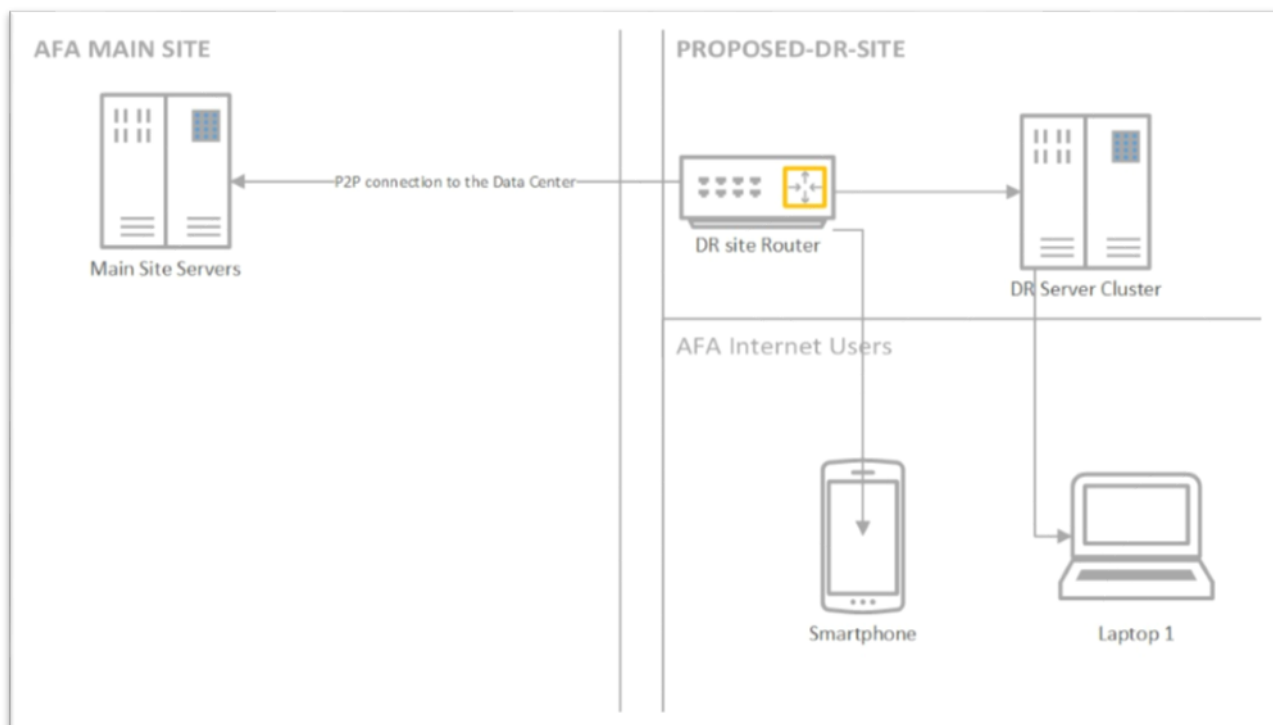 AFA MAIN SITE
PROPOSED-DR-SITE
P2P connection to the Data Center
Main Site Servers
DR site Router
DR Server Cluster
AFA Internet Users
Smartphone
Laptop 1